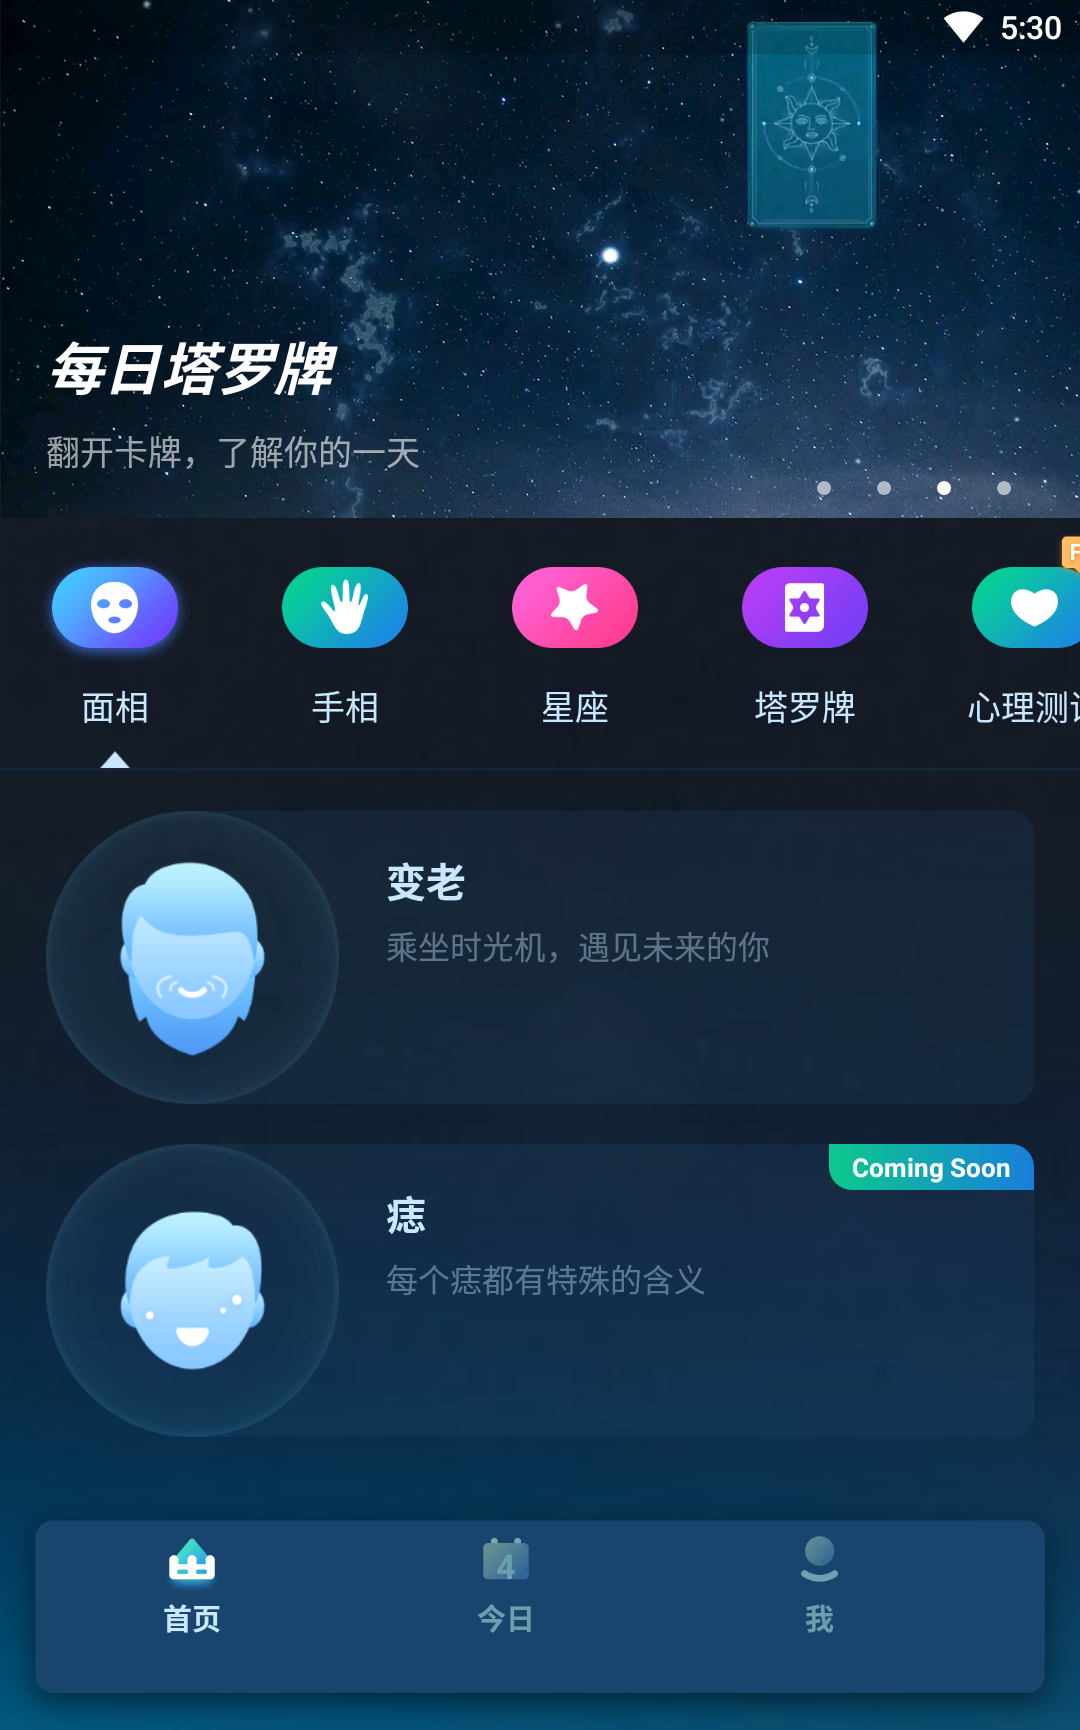 5:30
每日塔罗牌
翻开卡牌，了解你的一天
面相
手相
星座
塔罗牌
心理测
变老
乘坐时光机，遇见未来的你
Coming Soon
痣
每个痣都有特殊的含义
4
首页
今日
我